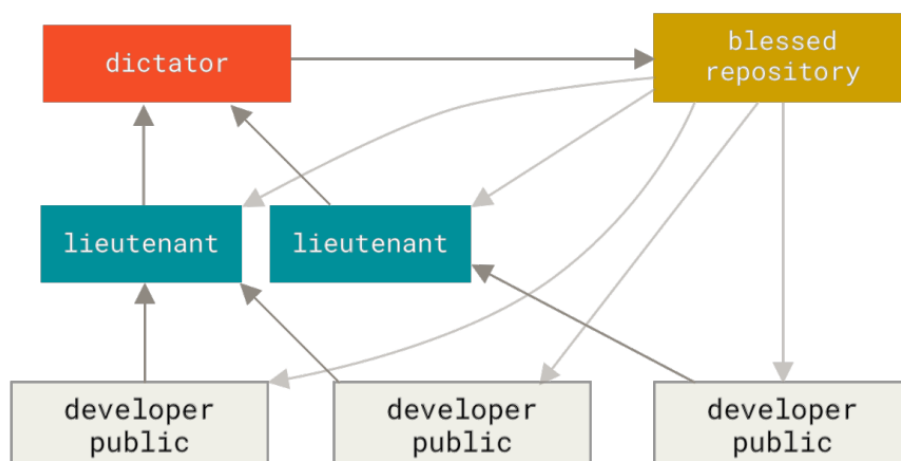 dictator
blessed
repository
lieutenant
lieutenant
developer
public
developer
public
developer
public